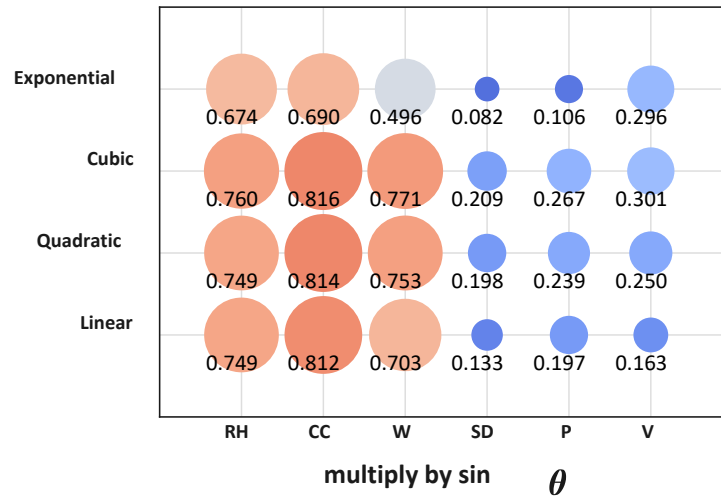 Exponential
0.674 0.690 0.496 0.082 0.106 0.296
Cubic
0.760 0.816 0.771 0.209 0.267 0.301
Quadratic
0.749 0.814 0.753 0.198 0.239 0.250
Linear
0.749 0.812 0.703 0.133 0.197 0.163
RH CC W SD P V
multiply by sin θ